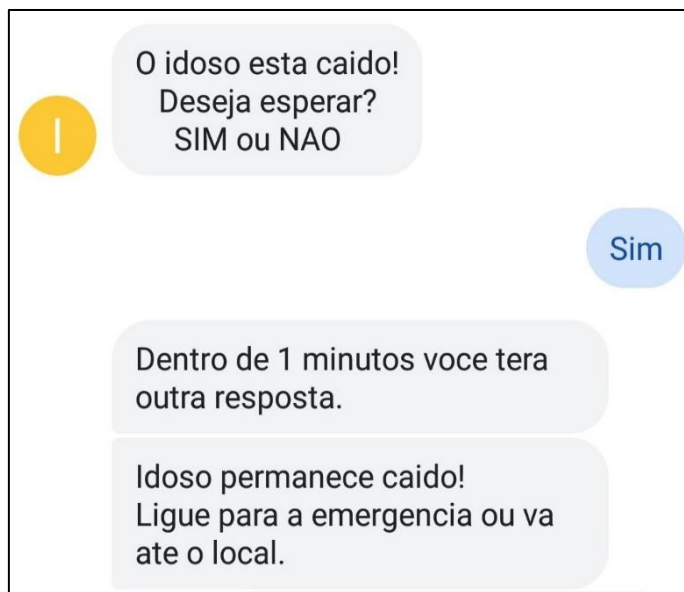 O idoso esta caido!
Deseja esperar?
SIM ou NAO
I
Sim
Dentro de 1 minutos voce tera
outra resposta.
Idoso permanece caido!
Ligue para a emergencia ou va
ate o local.